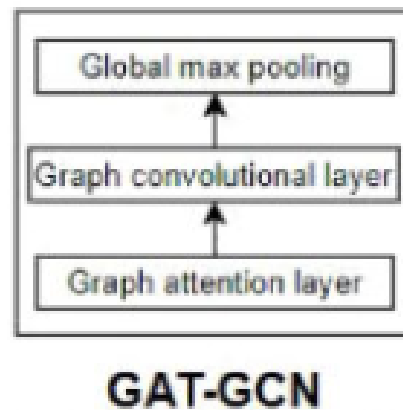 Global max pooling
Graph convolutional layer
Graph attention layer
GAT-GCN